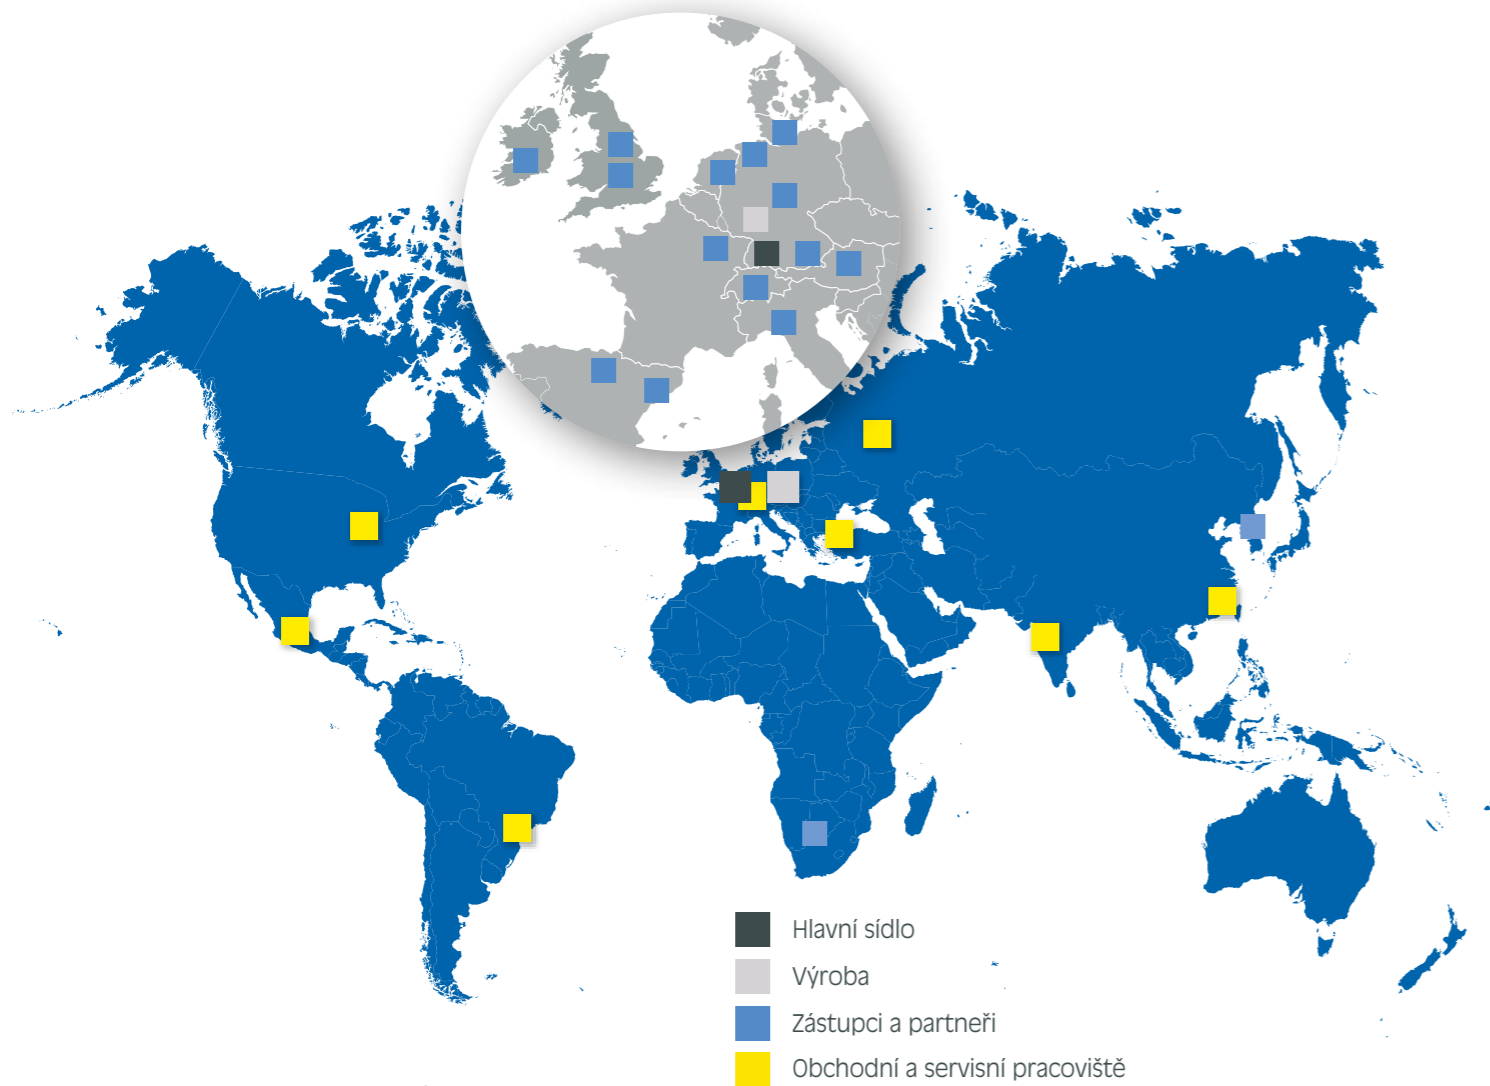 Hlavní sídlo
Výroba
Zástupci a partneři
Obchodní a servisní pracoviště